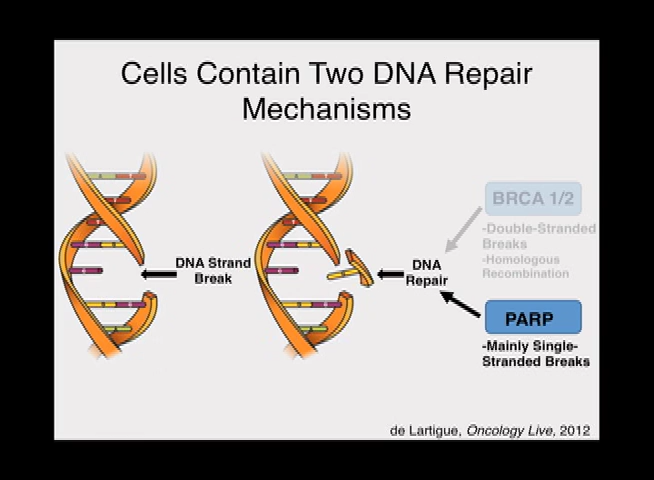 Cells Contain Two DNA Repair
Mechanisms
DNA Strand
Break
DNA
Repair
BRCA 1/2
-Double-Stranded
Breaks
-Homologous
Recombination
PARP
-Mainly Single-
Stranded Breaks
de Lartigue, Oncology Live, 2012